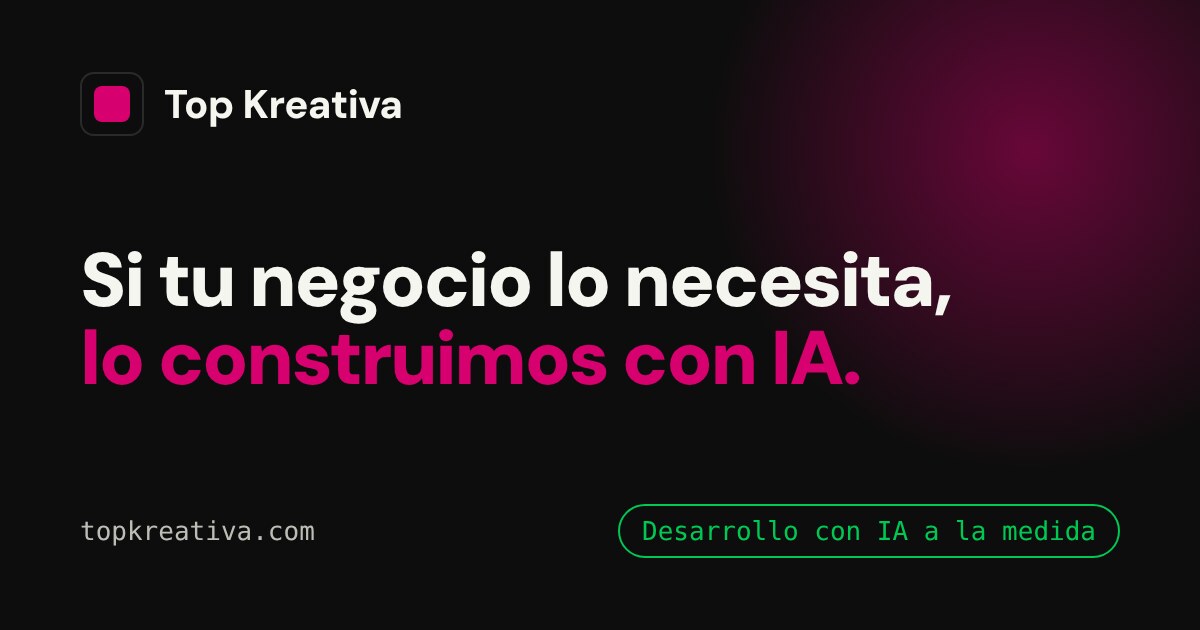 Top Kreativa
Si tu negocio lo necesita,
lo construimos con IA.
topkreativa.com
Desarrollo con IA a la medida